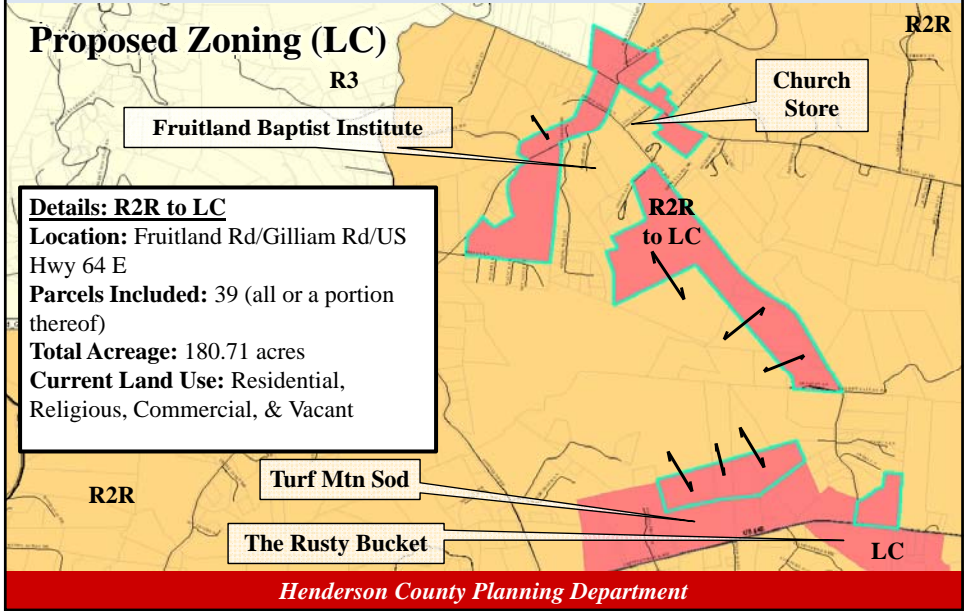 Proposed Zoning (LC)
R2R
R3
Church
Store
Fruitland Baptist Institute
Details: R2R to LC
Location: Fruitland Rd/Gilliam Rd/US
Hwy 64 E
Parcels Included: 39 (all or a portion
thereof)
Total Acreage: 180.71 acres
Current Land Use: Residential,
Religious, Commercial, & Vacant
R2R
to LC
Turf Mtn Sod
R2R
The Rusty Bucket
LC
Henderson County Planning Department